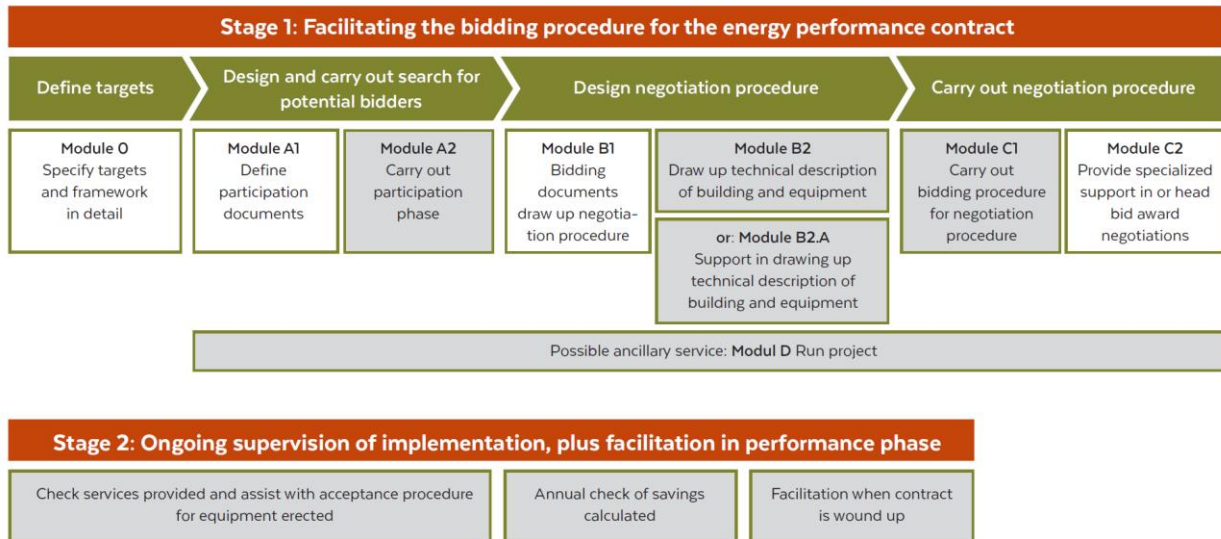 Stage 1: Facilitating the bidding procedure for the energy performance contract
Define targets
Design and carry out search for
potential bidders
Design negotiation procedure
Carry out negotiation procedure
Module 0
Specify targets
and framework
in detail
Module A1
Define
participation
documents
Module A2
Carry out
participation
phase
Module B1
Bidding
documents
draw up negotia-
tion procedure
Module B2
Draw up technical description
of building and equipment
or: Module B2.A
Support in drawing up
technical description of
building and equipment
Module C1
Carry out
bidding procedure
for negotiation
procedure
Module C2
Provide specialized
support in or head
bid award
negotiations
Possible ancillary service: Modul D Run project
Stage 2: Ongoing supervision of implementation, plus facilitation in performance phase
Check services provided and assist with acceptance procedure
for equipment erected
Annual check of savings
calculated
Facilitation when contract
is wound up